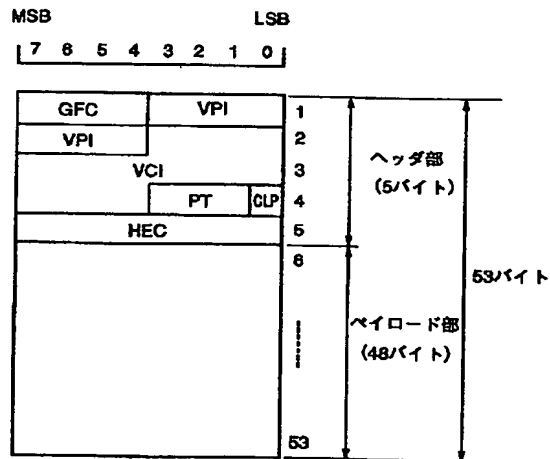 MSB LSB
7 6 5 4 3 2 1 0
GFC VPI 1
VPI 2
VCI 3
PT CLP 4
HEC 5
6
53
ヘッダ部
(5バイト)
53バイト
ペイロード部
(48バイト)